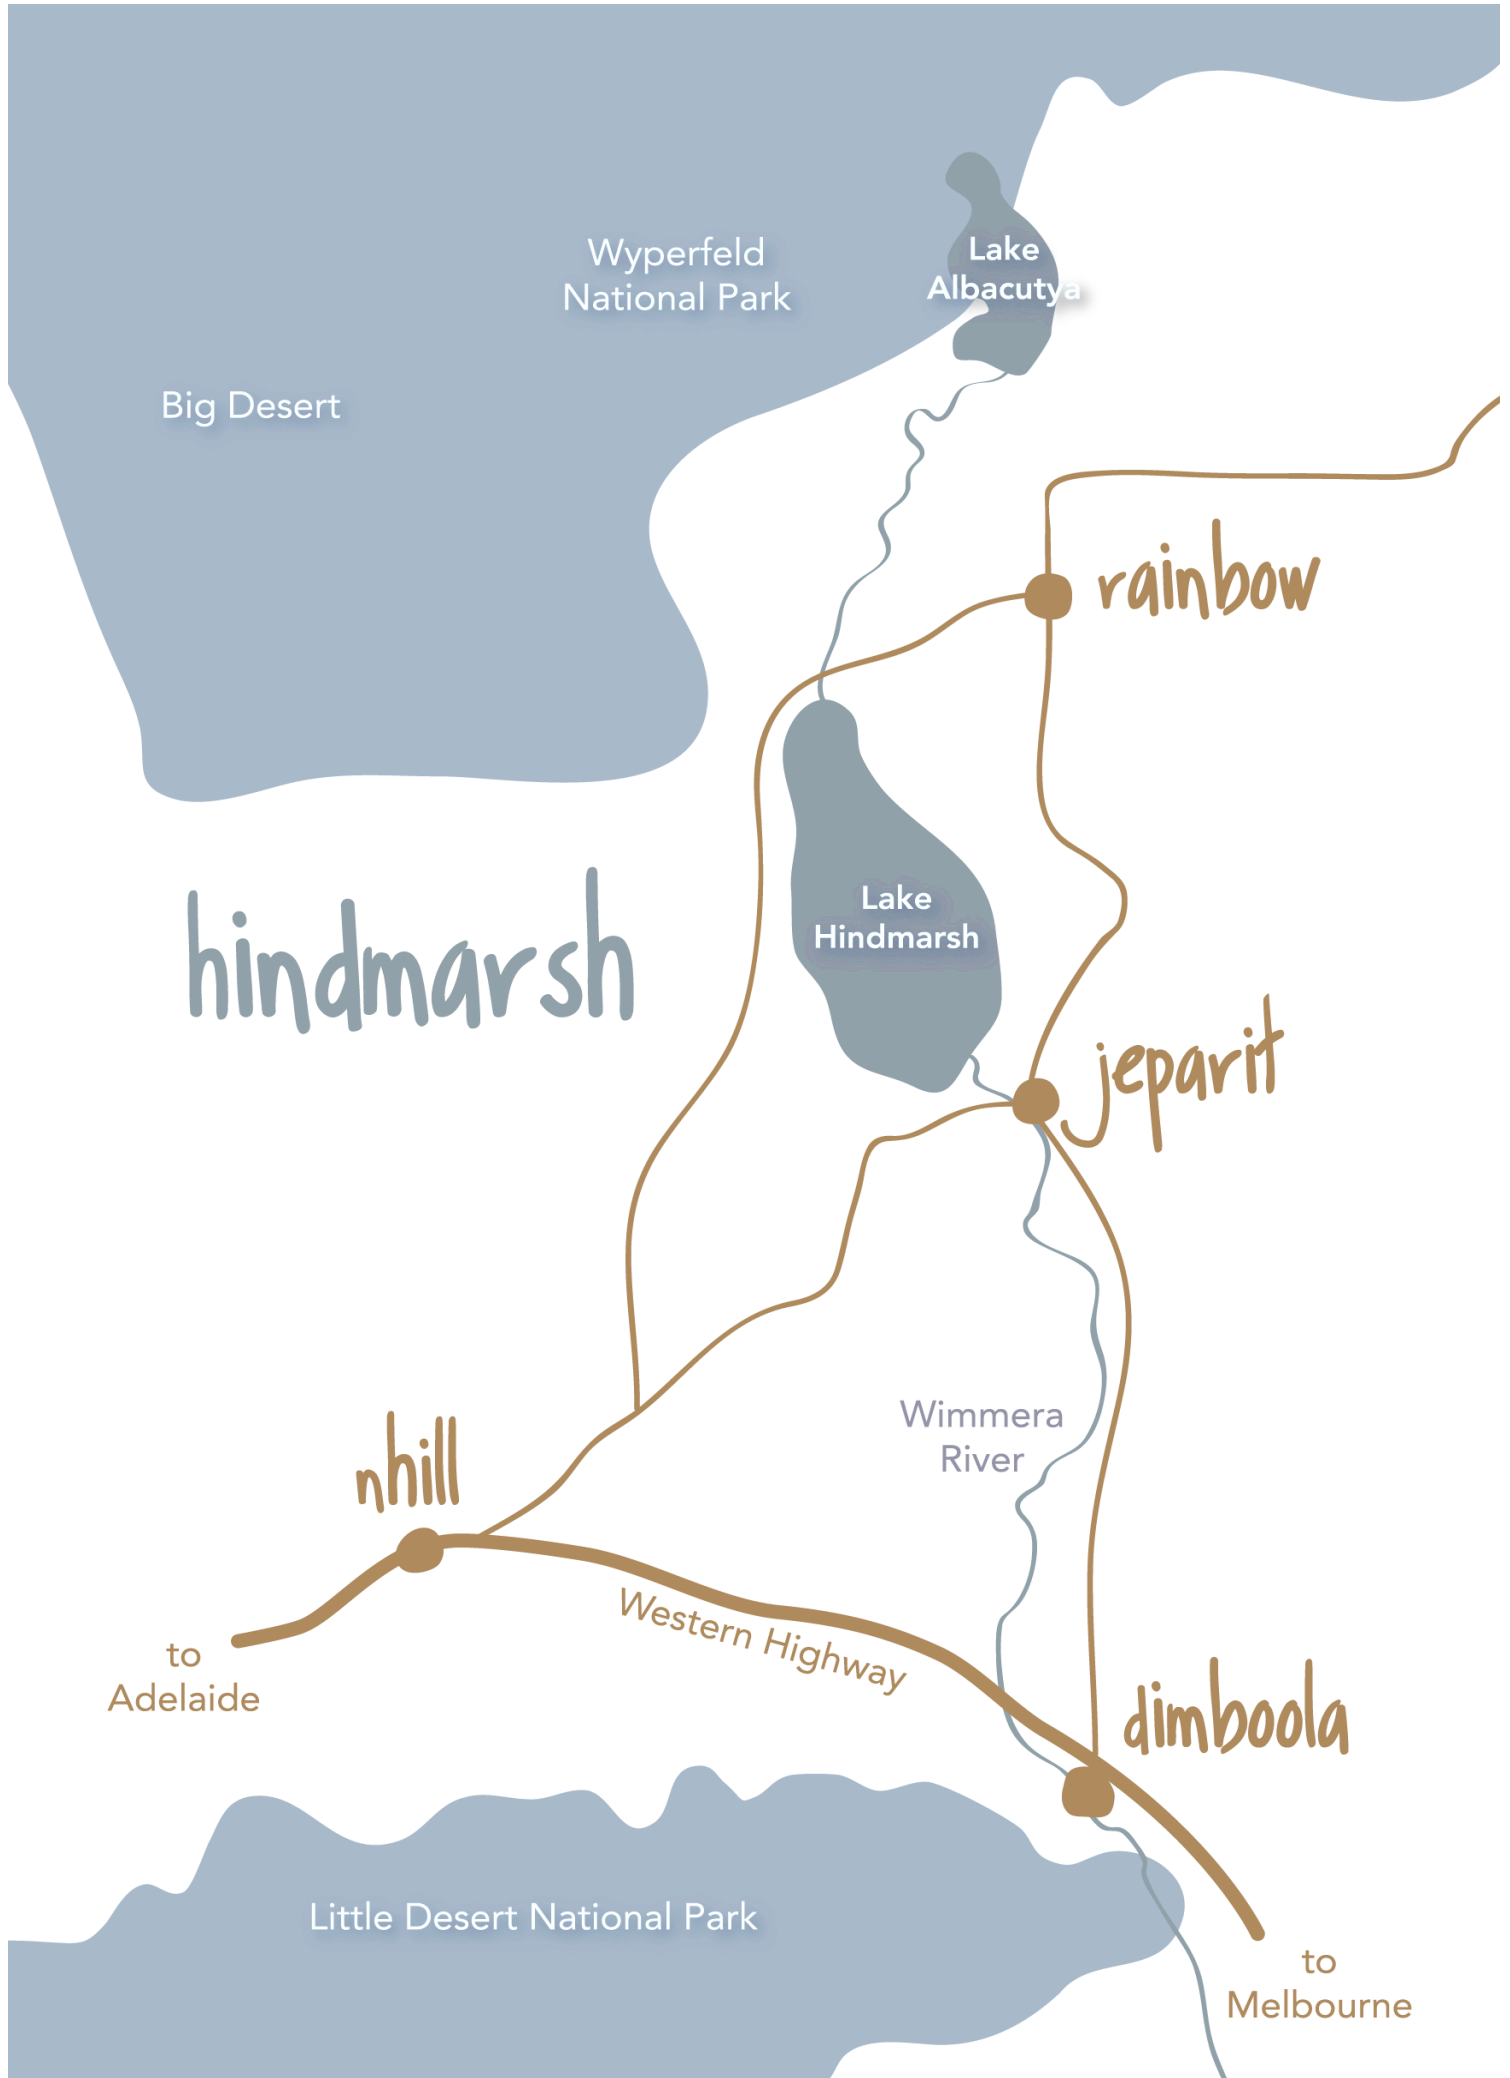 Wyperfeld
National Park
Lake
Albacutya
Big Desert
rainbow
Lake
Hindmarsh
hindmarsh
jeparit
Wimmera
River
nhill
Western Highway
to
Adelaide
dimboola
Little Desert National Park
to
Melbourne